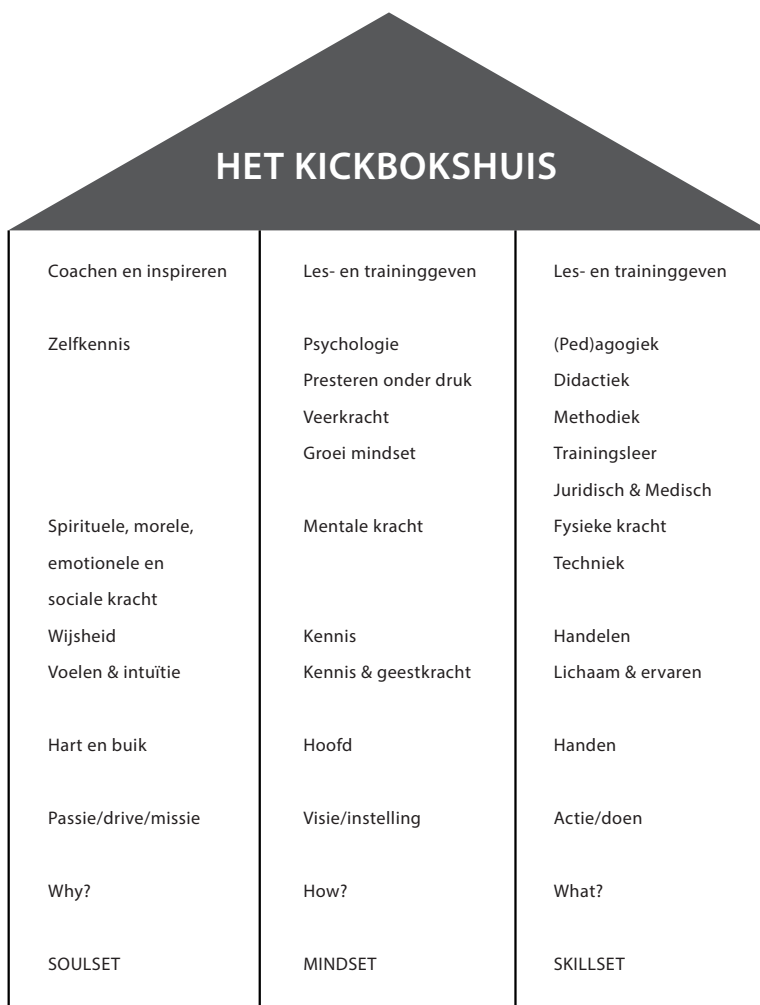 HET KICKBOKSHUIS
Coachen en inspireren
Zelfkennis
Spirituele, morele,
emotionele en
sociale kracht
Wijsheid
Voelen & intuïtie
Hart en buik
Passie/drive/missie
Why?
SOULSET
Les- en traininggeven
Psychologie
Presteren onder druk
Veerkracht
Groei mindset
Mentale kracht
Kennis
Kennis & geestkracht
Hoofd
Visie/instelling
How?
MINDSET
Les- en traininggeven
(Ped)agogiek
Didactiek
Methodiek
Trainingsleer
Juridisch & Medisch
Fysieke kracht
Techniek
Handelen
Lichaam & ervaren
Handen
Actie/doen
What?
SKILLSET